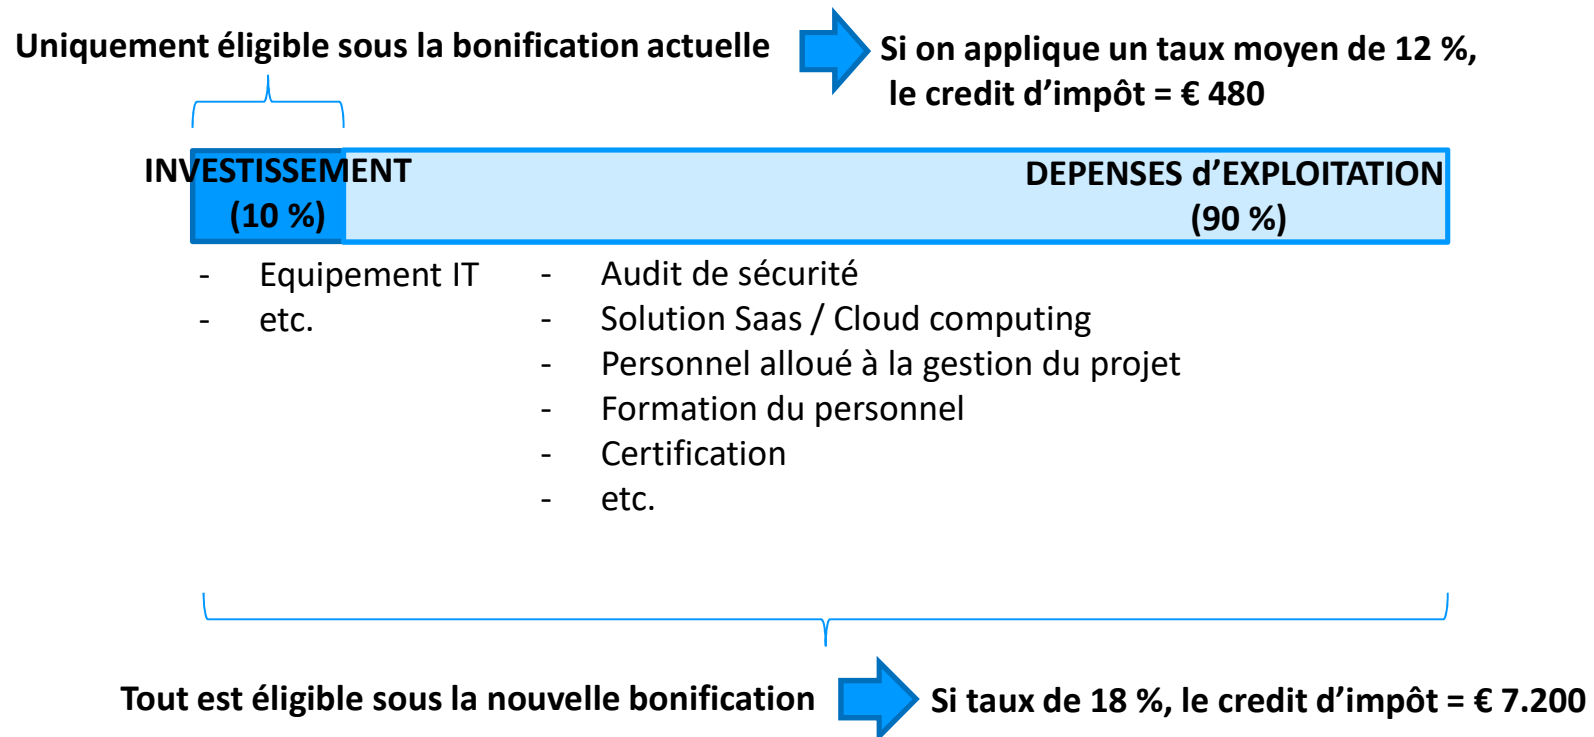 Uniquement éligible sous la bonification actuelle
Si on applique un taux moyen de 12 %,
le credit d’impôt = € 480
INVESTISSEMENT
(10 %)
DEPENSES d’EXPLOITATION
(90 %)
- Equipement IT
- etc.
- Audit de sécurité
- Solution Saas / Cloud computing
- Personnel alloué à la gestion du projet
- Formation du personnel
- Certification
- etc.
Tout est éligible sous la nouvelle bonification
Si taux de 18 %, le credit d’impôt = € 7.200